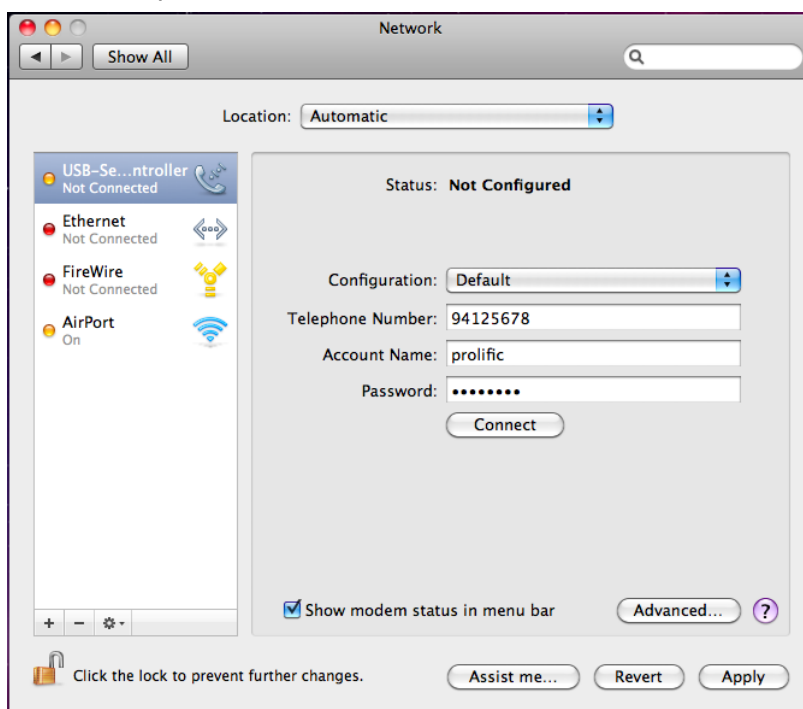 Network
Show All
Location: Automatic
USB-Se...ntroller
Not Connected
Ethernet
Not Connected
FireWire
Not Connected
AirPort
On
Status: Not Configured
Configuration: Default
Telephone Number: 94125678
Account Name: prolific
Password: ••••••••
Connect
Show modem status in menu bar
Advanced... ?
+ −
Click the lock to prevent further changes.
Assist me... Revert Apply